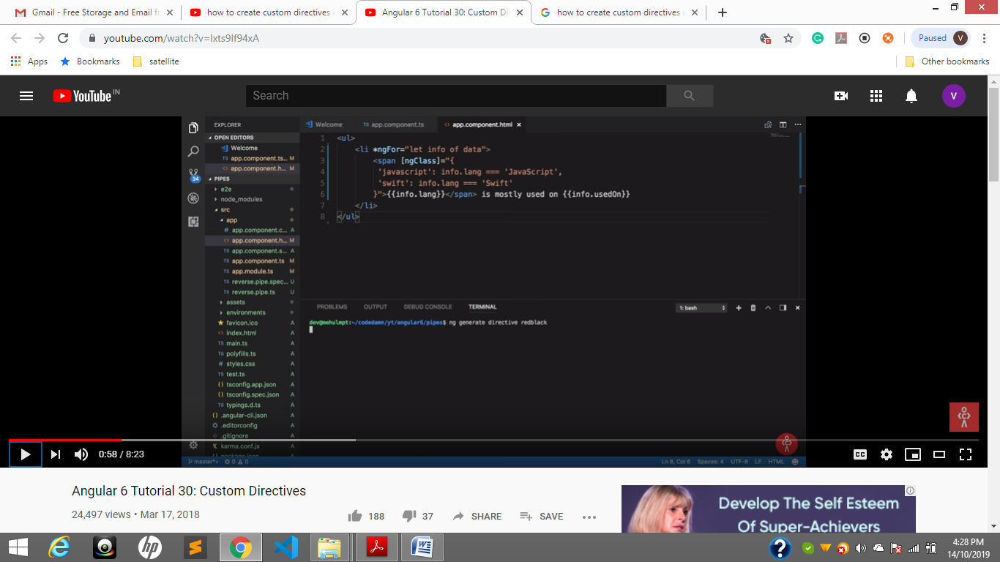 Gmail - Free Storage and Email f
how to create custom directives
Angular 6 Tutorial 30: Custom Di
how to create custom directives i
youtube.com/watch?v=Ixts9If94xA
Paused V
Apps Bookmarks satellite Other bookmarks
YouTube IN
Search
V
EXPLORER
OPEN EDITORS
Welcome
TS app.component.ts... M
<> app.component.h... M
34
PIPES
e2e
node_modules
src
app
# app.component.c... A
<> app.component.h... M
TS app.component.s... A
TS app.component.ts M
TS app.module.ts M
TS reverse.pipe.spec... U
TS reverse.pipe.ts U
assets
environments
favicon.ico A
<> index.html A
TS main.ts A
TS polyfills.ts A
# styles.css A
TS test.ts A
{} tsconfig.app.json A
{} tsconfig.spec.json A
TS typings.d.ts A
{} .angular-cli.json A
.editorconfig A
.gitignore A
K karma.conf.js A
package.json
Welcome TS app.component.ts <> app.component.html ×
1 <ul>
2 <li *ngFor="let info of data">
3 <span [ngClass]="{
4 'javascript': info.lang === 'JavaScript',
5 'swift': info.lang === 'Swift'
6 }">{{info.lang}}</span> is mostly used on {{info.usedOn}}
7 </li>
8 </ul>
PROBLEMS OUTPUT DEBUG CONSOLE TERMINAL 1: bash
dev@mehulmpt:~/codedamn/yt/angular6/pipes$ ng generate directive redblack
master*+ 0 0 Ln 8, Col 6 Spaces: 4 UTF-8 LF HTML
0:58 / 8:23
CC
Angular 6 Tutorial 30: Custom Directives
24,497 views • Mar 17, 2018
188 37 SHARE SAVE
Develop The Self Esteem
Of Super-Achievers
hp
4:28 PM
14/10/2019